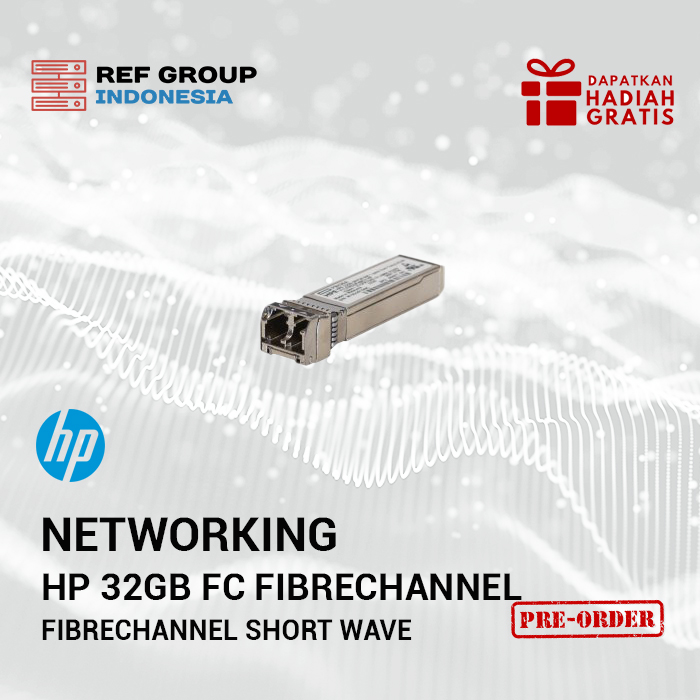 REF GROUP
INDONESIA
DAPATKAN
HADIAH
GRATIS
hp
NETWORKING
HP 32GB FC FIBRECHANNEL
FIBRECHANNEL SHORT WAVE
PRE-ORDER